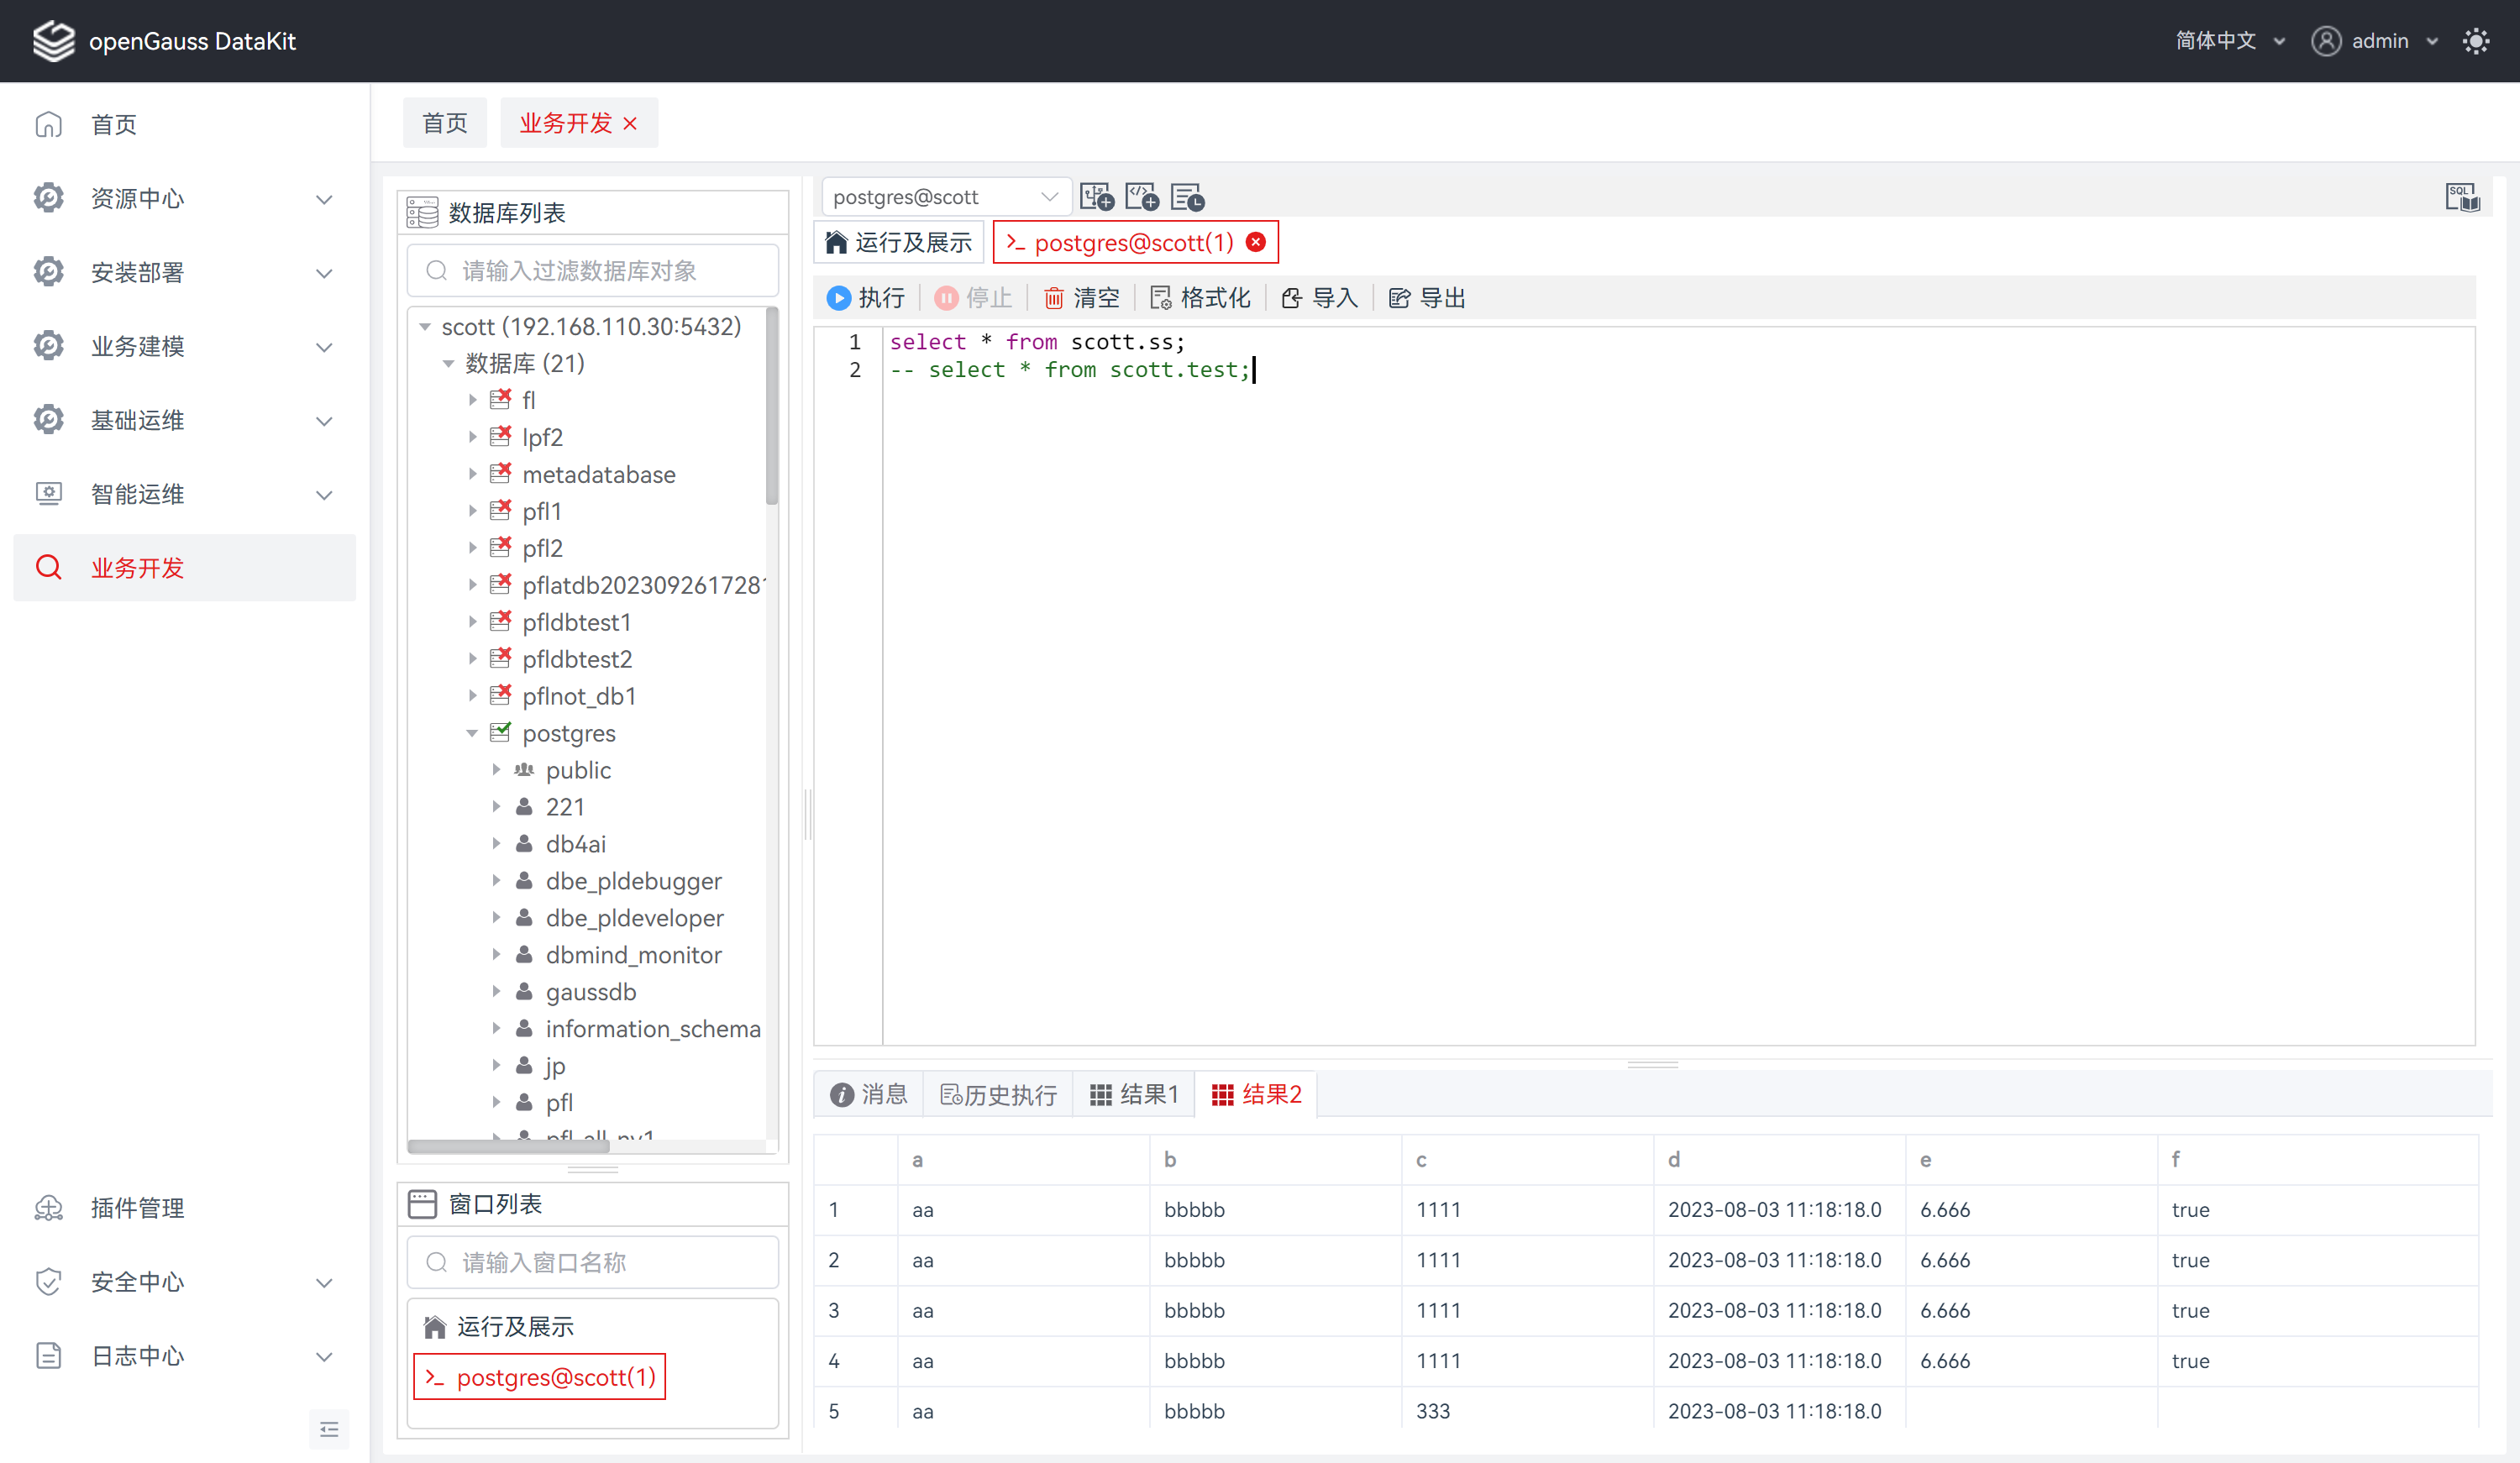 openGauss DataKit
简体中文
admin
首页
资源中心
安装部署
业务建模
基础运维
智能运维
业务开发
插件管理
安全中心
日志中心
首页
业务开发
数据库列表
请输入过滤数据库对象
scott (192.168.110.30:5432)
数据库 (21)
fl
lpf2
metadatabase
pfl1
pfl2
pflatdb202309261728
pfldbtest1
pfldbtest2
pflnot_db1
postgres
public
221
db4ai
dbe_pldebugger
dbe_pldeveloper
dbmind_monitor
gaussdb
information_schema
jp
pfl
窗口列表
请输入窗口名称
运行及展示
postgres@scott(1)
postgres@scott
SQL
运行及展示
postgres@scott(1)
执行 停止 清空 格式化 导入 导出
1 select * from scott.ss;
2 -- select * from scott.test;
消息 历史执行 结果1 结果2
a b c d e f
1 aa bbbbb 1111 2023-08-03 11:18:18.0 6.666 true
2 aa bbbbb 1111 2023-08-03 11:18:18.0 6.666 true
3 aa bbbbb 1111 2023-08-03 11:18:18.0 6.666 true
4 aa bbbbb 1111 2023-08-03 11:18:18.0 6.666 true
5 aa bbbbb 333 2023-08-03 11:18:18.0